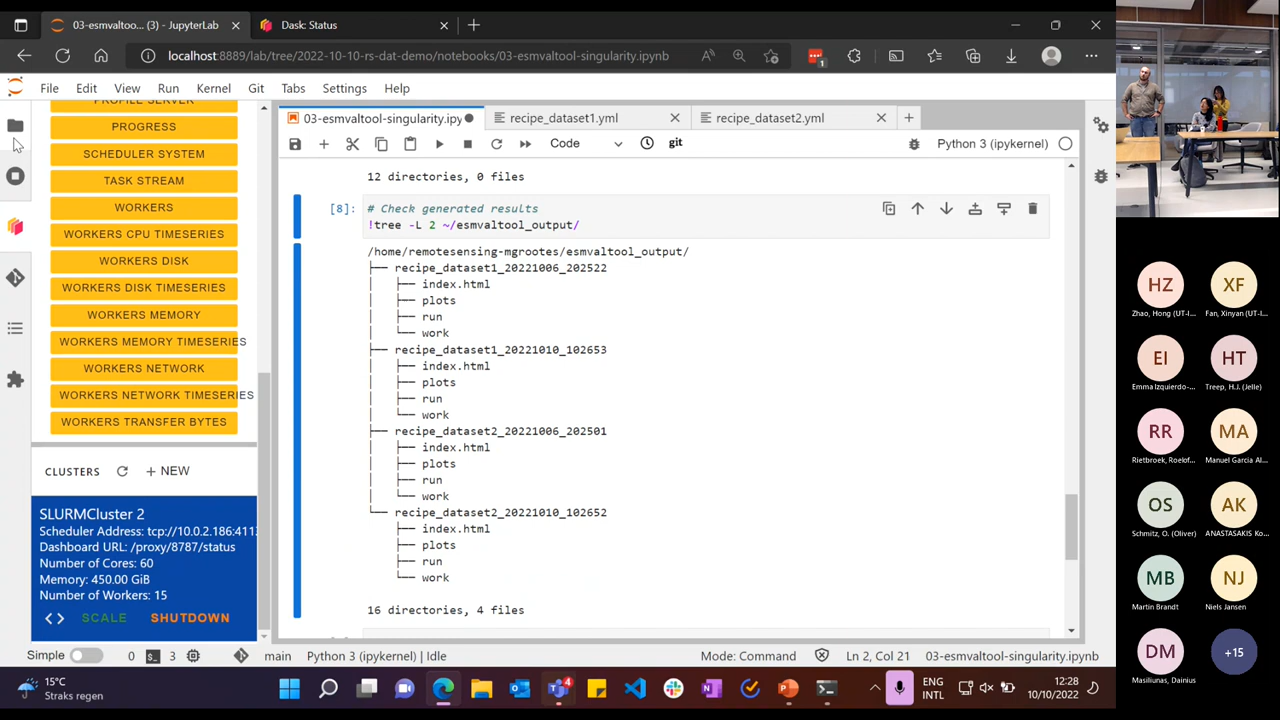 03-esmvaltoo... (3) - JupyterLab
Dask: Status
localhost:8889/lab/tree/2022-10-10-rs-dat-demo/notebooks/03-esmvaltool-singularity.ipynb
1
File Edit View Run Kernel Git Tabs Settings Help
PROFILE SERVER
PROGRESS
SCHEDULER SYSTEM
TASK STREAM
WORKERS
WORKERS CPU TIMESERIES
WORKERS DISK
WORKERS DISK TIMESERIES
WORKERS MEMORY
WORKERS MEMORY TIMESERIES
WORKERS NETWORK
WORKERS NETWORK TIMESERIES
WORKERS TRANSFER BYTES
CLUSTERS
+ NEW
SLURMCluster 2
Scheduler Address: tcp://10.0.2.186:411
Dashboard URL: /proxy/8787/status
Number of Cores: 60
Memory: 450.00 GiB
Number of Workers: 15
<> SCALE SHUTDOWN
03-esmvaltool-singularity.ipy
recipe_dataset1.yml
recipe_dataset2.yml
Code
git
Python 3 (ipykernel)
12 directories, 0 files
[8]: # Check generated results
!tree -L 2 ~/esmvaltool_output/
/home/remotesensing-mgrootes/esmvaltool_output/
├── recipe_dataset1_20221006_202522
│   ├── index.html
│   ├── plots
│   ├── run
│   └── work
├── recipe_dataset1_20221010_102653
│   ├── index.html
│   ├── plots
│   ├── run
│   └── work
├── recipe_dataset2_20221006_202501
│   ├── index.html
│   ├── plots
│   ├── run
│   └── work
└── recipe_dataset2_20221010_102652
    ├── index.html
    ├── plots
    ├── run
    └── work
16 directories, 4 files
Simple 0 3 main Python 3 (ipykernel) | Idle
Mode: Command Ln 2, Col 21 03-esmvaltool-singularity.ipynb
15°C
Straks regen
4
ENG
INTL
12:28
10/10/2022
HZ
Zhao, Hong (UT-I...
XF
Fan, Xinyan (UT-I...
EI
Emma Izquierdo-...
HT
Treep, H.J. (Jelle)
RR
Rietbroek, Roelof...
MA
Manuel Garcia Al...
OS
Schmitz, O. (Oliver)
AK
ANASTASAKIS Ko...
MB
Martin Brandt
NJ
Niels Jansen
DM
Masiliunas, Dainius
+15